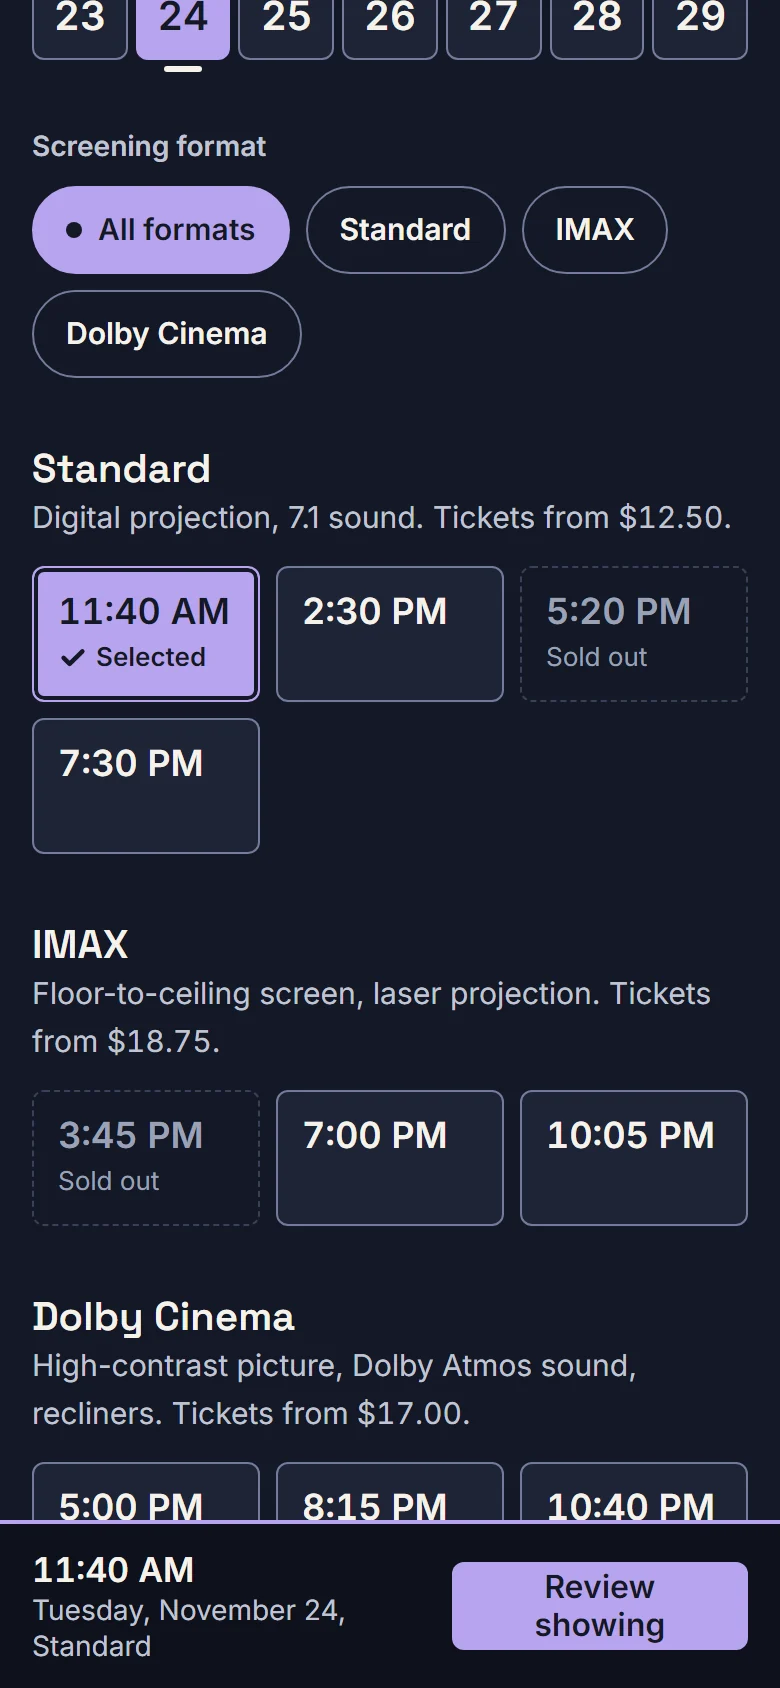 23 24 25 26 27 28 29
Screening format
All formats Standard IMAX
Dolby Cinema
Standard
Digital projection, 7.1 sound. Tickets from $12.50.
11:40 AM 2:30 PM 5:20 PM
Selected Sold out
7:30 PM
IMAX
Floor-to-ceiling screen, laser projection. Tickets
from $18.75.
3:45 PM 7:00 PM 10:05 PM
Sold out
Dolby Cinema
High-contrast picture, Dolby Atmos sound,
recliners. Tickets from $17.00.
5:00 PM 8:15 PM 10:40 PM
11:40 AM
Tuesday, November 24,
Standard
Review
showing